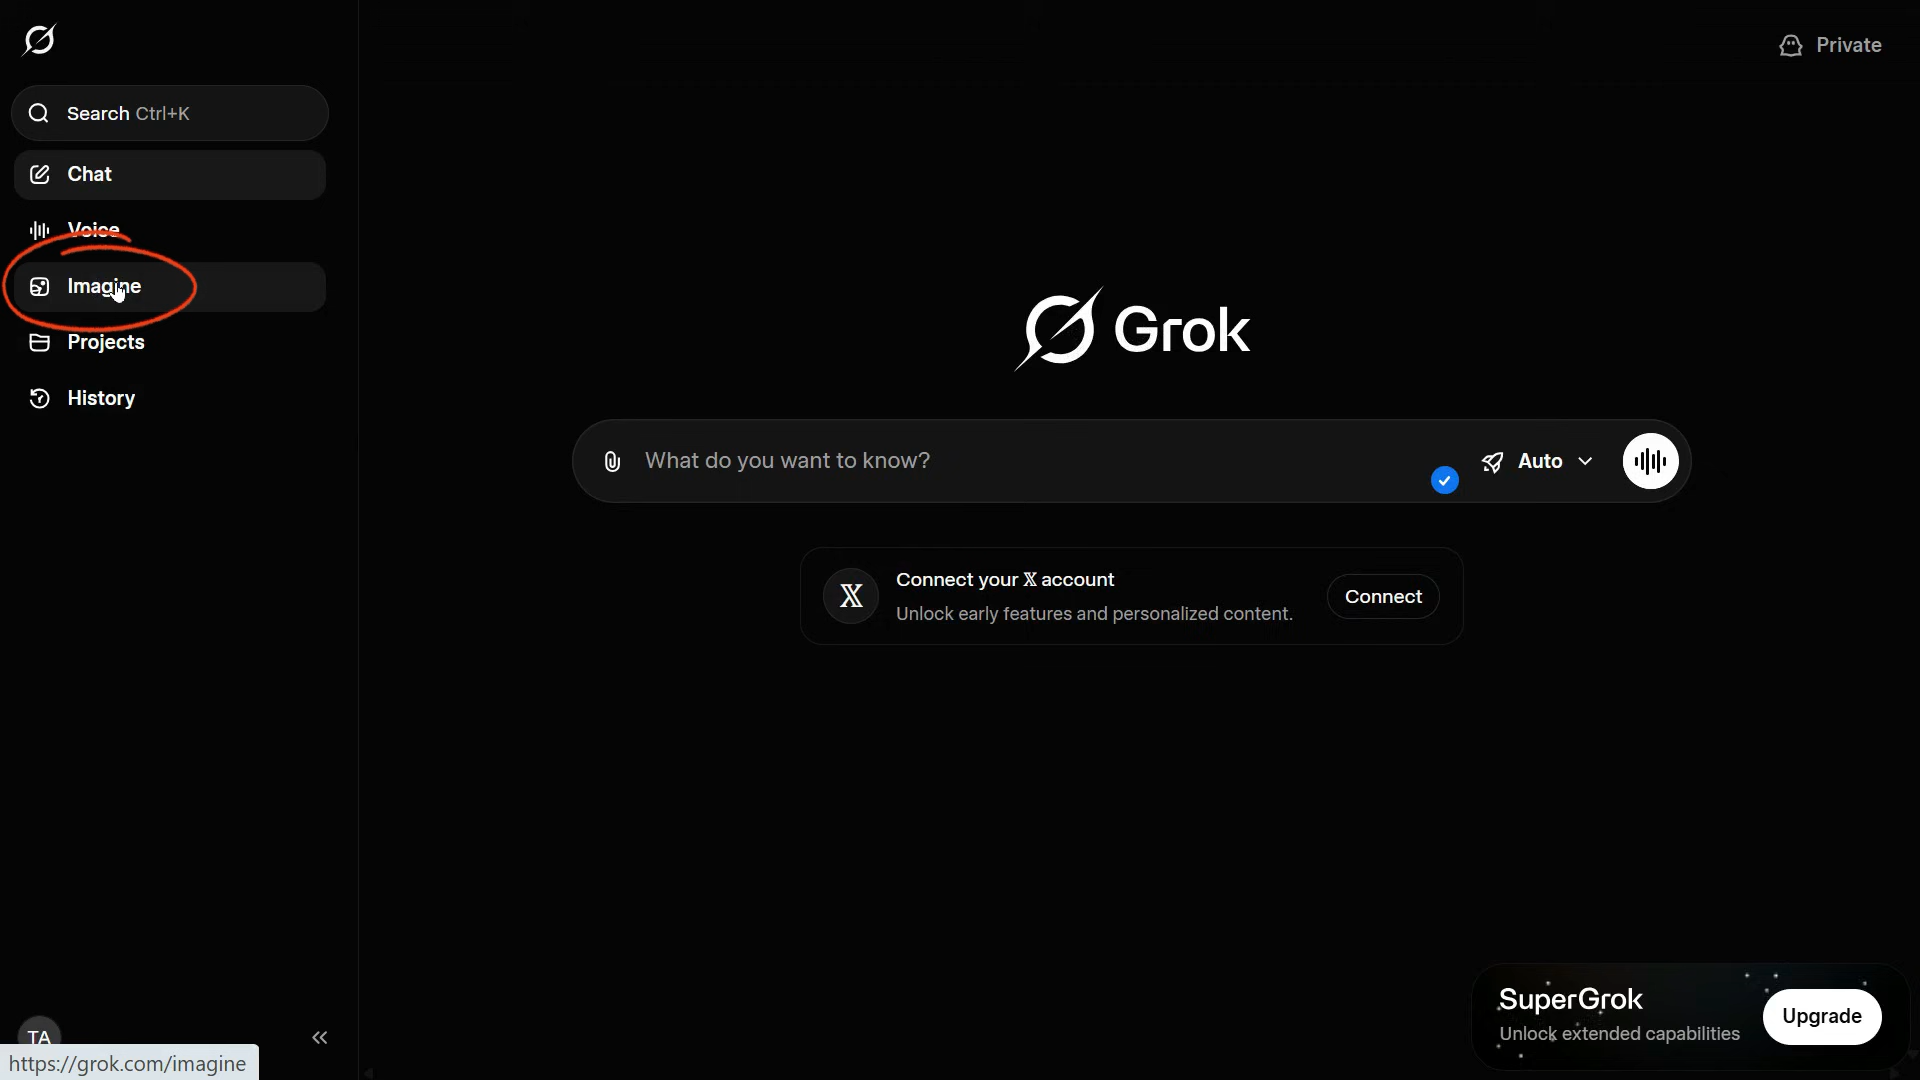 Private
Search Ctrl+K
Chat
Voice
Imagine
Projects
History
Grok
What do you want to know?
Auto
Connect your 𝕏 account
Unlock early features and personalized content.
Connect
SuperGrok
Unlock extended capabilities
Upgrade
TA
https://grok.com/imagine